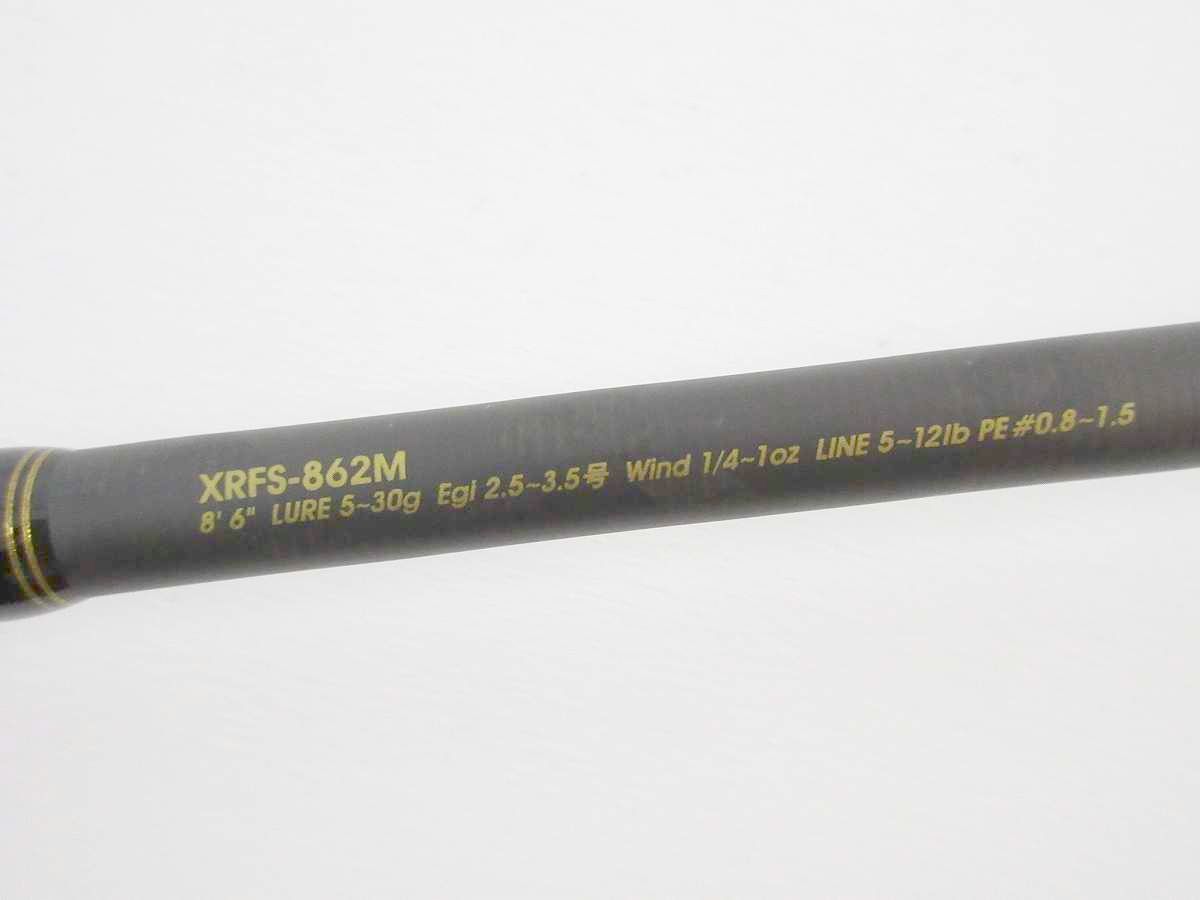 XRFS-862M
8' 6" LURE 5~30g Egi 2.5~3.5号 Wind 1/4~1oz LINE 5~12lb PE #0.8~1.5